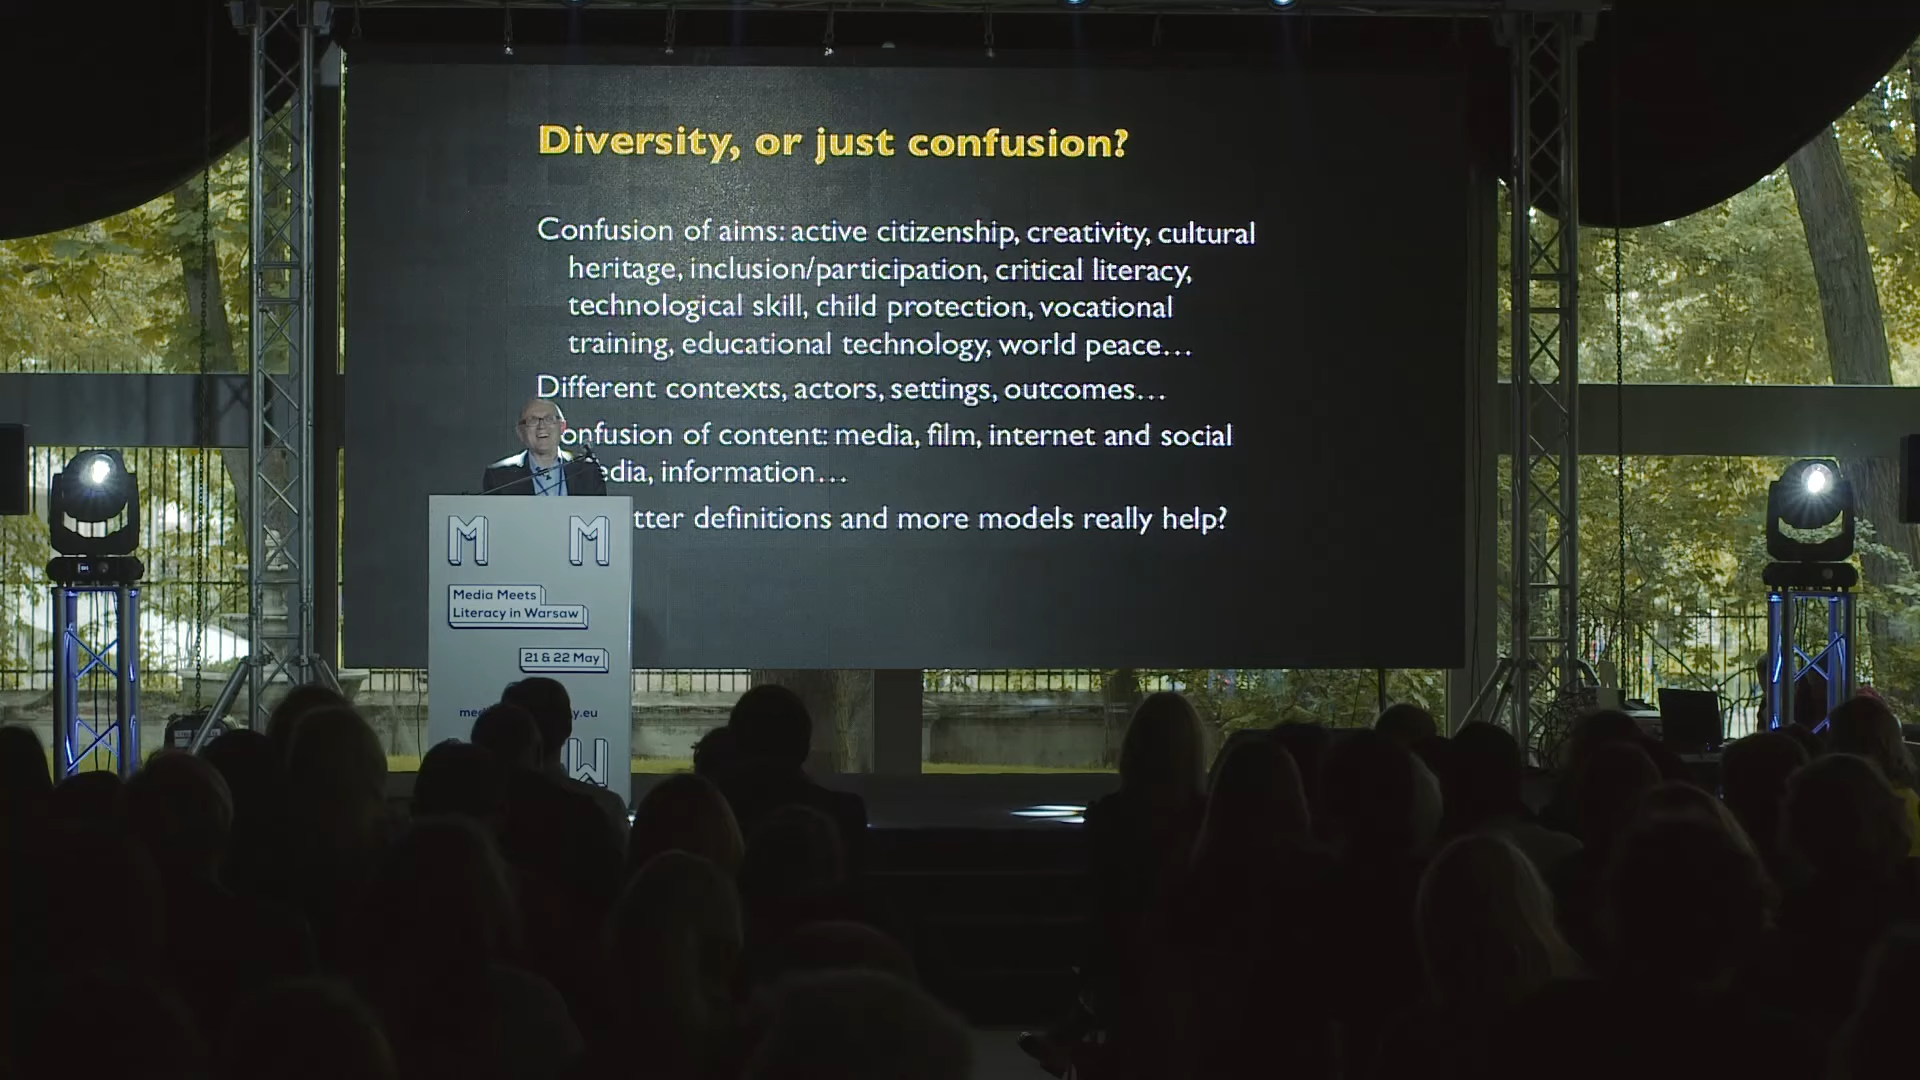 Diversity, or just confusion?
Confusion of aims: active citizenship, creativity, cultural
heritage, inclusion/participation, critical literacy,
technological skill, child protection, vocational
training, educational technology, world peace…
Different contexts, actors, settings, outcomes…
onfusion of content: media, film, internet and social
edia, information…
tter definitions and more models really help?
M M
Media Meets
Literacy in Warsaw
21 & 22 May
W